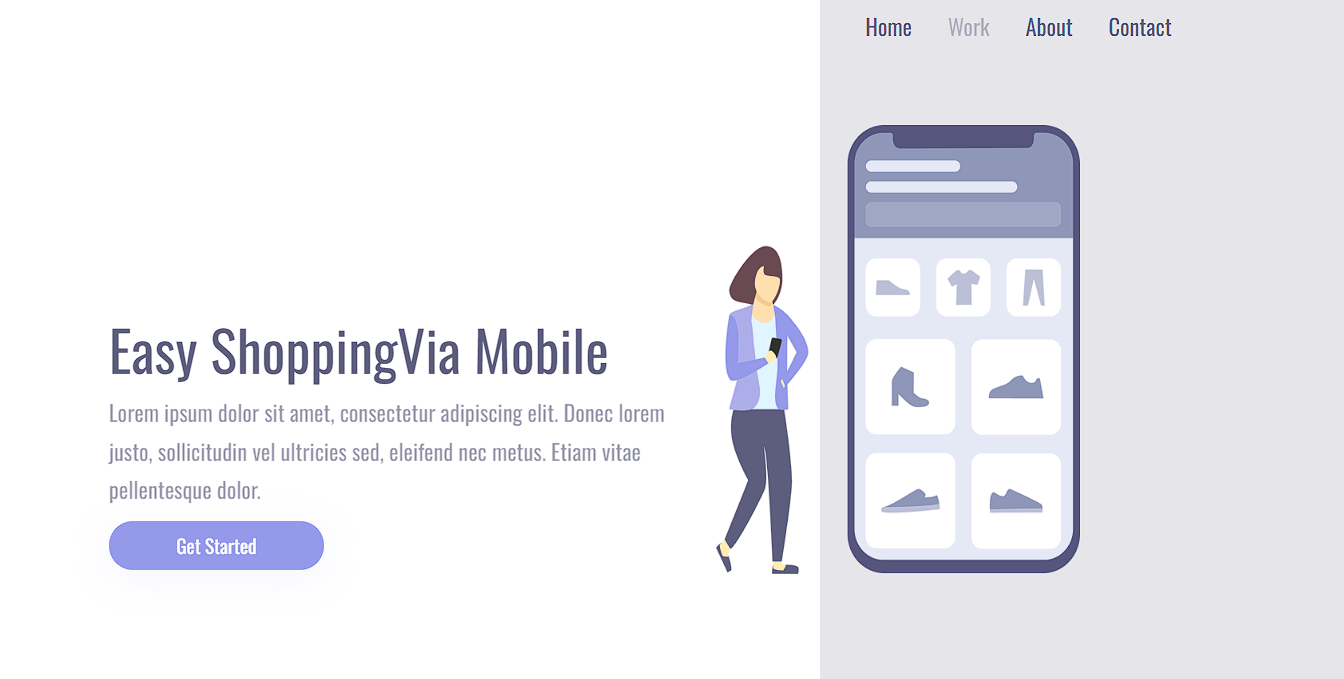 Home Work About Contact
Easy ShoppingVia Mobile
Lorem ipsum dolor sit amet, consectetur adipiscing elit. Donec lorem
justo, sollicitudin vel ultricies sed, eleifend nec metus. Etiam vitae
pellentesque dolor.
Get Started